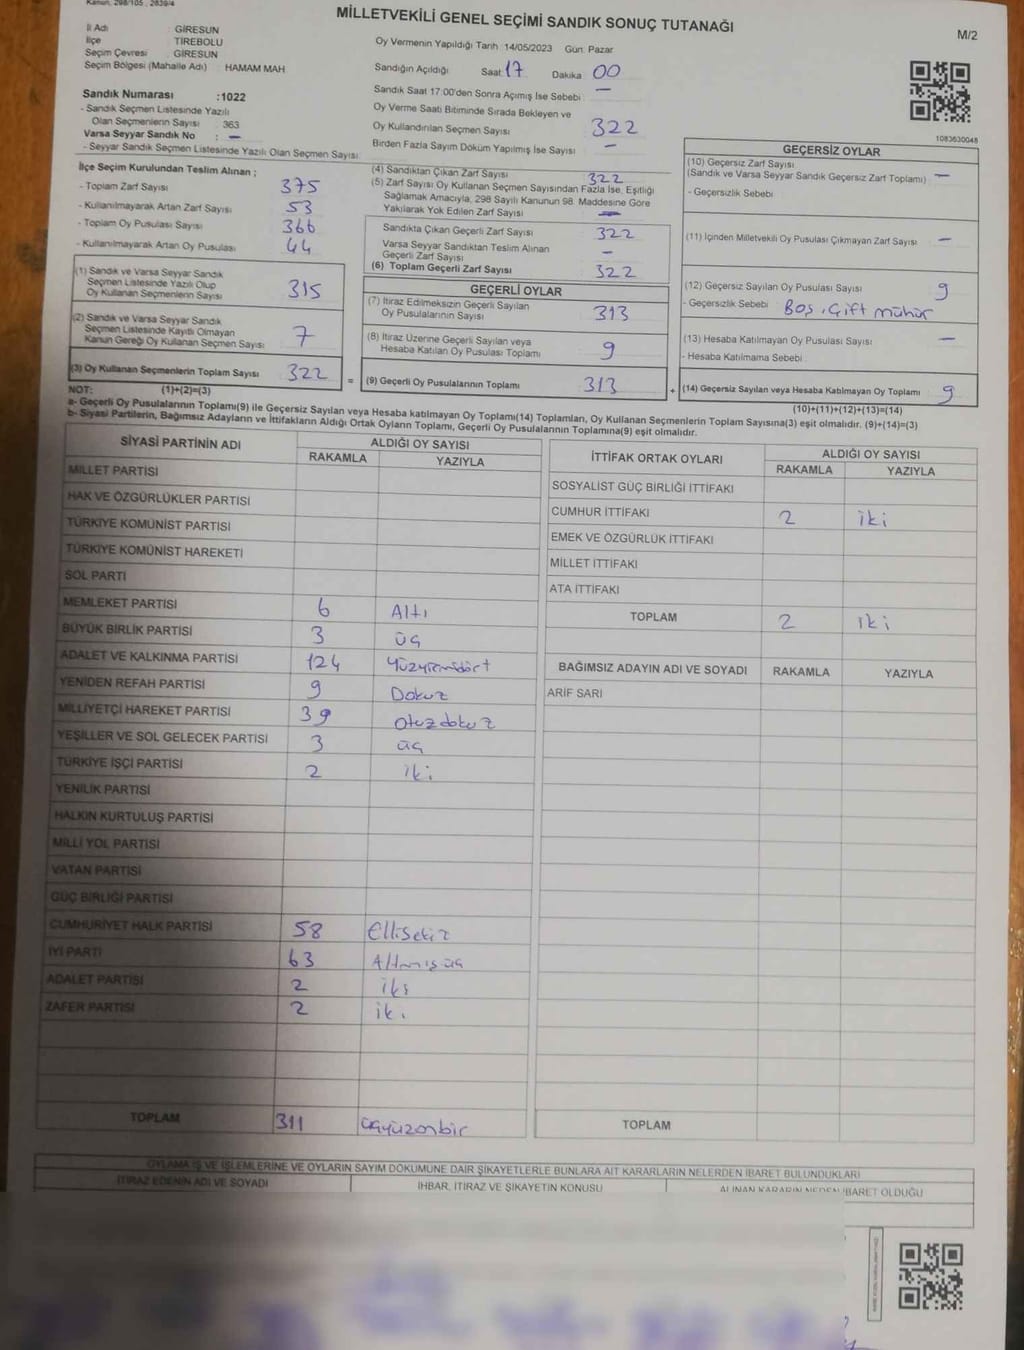 Kanun: 298/105, 2839/4
MİLLETVEKİLİ GENEL SEÇİMİ SANDIK SONUÇ TUTANAĞI
M/2
İl Adı : GİRESUN
İlçe : TİREBOLU
Seçim Çevresi : GİRESUN
Seçim Bölgesi (Mahalle Adı) : HAMAM MAH
Sandık Numarası :1022
- Sandık Seçmen Listesinde Yazılı
Olan Seçmenlerin Sayısı : 363
Varsa Seyyar Sandık No : –
- Seyyar Sandık Seçmen Listesinde Yazılı Olan Seçmen Sayısı:
Oy Vermenin Yapıldığı Tarih: 14/05/2023 Gün: Pazar
Sandığın Açıldığı Saat: 17 Dakika 00
Sandık Saat 17:00'den Sonra Açımış İse Sebebi : –
Oy Verme Saati Bitiminde Sırada Bekleyen ve
Oy Kullandırılan Seçmen Sayısı 322
Birden Fazla Sayım Döküm Yapılmış İse Sayısı –
1083630048
İlçe Seçim Kurulundan Teslim Alınan ;
- Toplam Zarf Sayısı 375
- Kullanılmayarak Artan Zarf Sayısı 53
- Toplam Oy Pusulası Sayısı 366
- Kullanılmayarak Artan Oy Pusulası 44
(1) Sandık ve Varsa Seyyar Sandık
Seçmen Listesinde Yazılı Olup
Oy Kullanan Seçmenlerin Sayısı 315
(2) Sandık ve Varsa Seyyar Sandık
Seçmen Listesinde Kayıtlı Olmayan
Kanun Gereği Oy Kullanan Seçmen Sayısı 7
(3) Oy Kullanan Seçmenlerin Toplam Sayısı 322 =
(4) Sandıktan Çıkan Zarf Sayısı 322
(5) Zarf Sayısı Oy Kullanan Seçmen Sayısından Fazla İse, Eşitliği
Sağlamak Amacıyla, 298 Sayılı Kanunun 98. Maddesine Göre
Yakılarak Yok Edilen Zarf Sayısı –
Sandıkta Çıkan Geçerli Zarf Sayısı 322
Varsa Seyyar Sandıktan Teslim Alınan
Geçerli Zarf Sayısı –
(6) Toplam Geçerli Zarf Sayısı 322
GEÇERLİ OYLAR
(7) İtiraz Edilmeksizin Geçerli Sayılan
Oy Pusulalarının Sayısı 313
(8) İtiraz Üzerine Geçerli Sayılan veya
Hesaba Katılan Oy Pusulası Toplamı 9
(9) Geçerli Oy Pusulalarının Toplamı 313 +
GEÇERSİZ OYLAR
(10) Geçersiz Zarf Sayısı
(Sandık ve Varsa Seyyar Sandık Geçersiz Zarf Toplamı) –
- Geçersizlik Sebebi
(11) İçinden Milletvekili Oy Pusulası Çıkmayan Zarf Sayısı –
(12) Geçersiz Sayılan Oy Pusulası Sayısı 9
- Geçersizlik Sebebi Boş, Çift mühür
(13) Hesaba Katılmayan Oy Pusulası Sayısı –
- Hesaba Katılmama Sebebi
(14) Geçersiz Sayılan veya Hesaba Katılmayan Oy Toplamı 9
NOT: (1)+(2)=(3)
(10)+(11)+(12)+(13)=(14)
a- Geçerli Oy Pusulalarının Toplamı(9) ile Geçersiz Sayılan veya Hesaba katılmayan Oy Toplamı(14) Toplamları, Oy Kullanan Seçmenlerin Toplam Sayısına(3) eşit olmalıdır. (9)+(14)=(3)
b- Siyasi Partilerin, Bağımsız Adayların ve İttifakların Aldığı Ortak Oyların Toplamı, Geçerli Oy Pusulalarının Toplamına(9) eşit olmalıdır.
SİYASİ PARTİNİN ADI ALDIĞI OY SAYISI
RAKAMLA YAZIYLA
MİLLET PARTİSİ
HAK VE ÖZGÜRLÜKLER PARTİSİ
TÜRKİYE KOMÜNİST PARTİSİ
TÜRKİYE KOMÜNİST HAREKETİ
SOL PARTİ
MEMLEKET PARTİSİ 6 Altı
BÜYÜK BİRLİK PARTİSİ 3 üç
ADALET VE KALKINMA PARTİSİ 124 Yüzyirmidört
YENİDEN REFAH PARTİSİ 9 Dokuz
MİLLİYETÇİ HAREKET PARTİSİ 39 otuzdokuz
YEŞİLLER VE SOL GELECEK PARTİSİ 3 üç
TÜRKİYE İŞÇİ PARTİSİ 2 iki
YENİLİK PARTİSİ
HALKIN KURTULUŞ PARTİSİ
MİLLİ YOL PARTİSİ
VATAN PARTİSİ
GÜÇ BİRLİĞİ PARTİSİ
CUMHURİYET HALK PARTİSİ 58 Ellisekiz
İYİ PARTİ 63 Altmışüç
ADALET PARTİSİ 2 iki
ZAFER PARTİSİ 2 iki
TOPLAM 311 üçyüzonbir
İTTİFAK ORTAK OYLARI ALDIĞI OY SAYISI
RAKAMLA YAZIYLA
SOSYALİST GÜÇ BİRLİĞİ İTTİFAKI
CUMHUR İTTİFAKI 2 iki
EMEK VE ÖZGÜRLÜK İTTİFAKI
MİLLET İTTİFAKI
ATA İTTİFAKI
TOPLAM 2 iki
BAĞIMSIZ ADAYIN ADI VE SOYADI RAKAMLA YAZIYLA
ARİF SARI
TOPLAM
OYLAMA İŞ VE İŞLEMLERİNE VE OYLARIN SAYIM DÖKÜMÜNE DAİR ŞİKAYETLERLE BUNLARA AİT KARARLARIN NELERDEN İBARET BULUNDUKLARI
İTİRAZ EDENİN ADI VE SOYADI İHBAR, İTİRAZ VE ŞİKAYETİN KONUSU ALINAN KARARIN NEDEN İBARET OLDUĞU